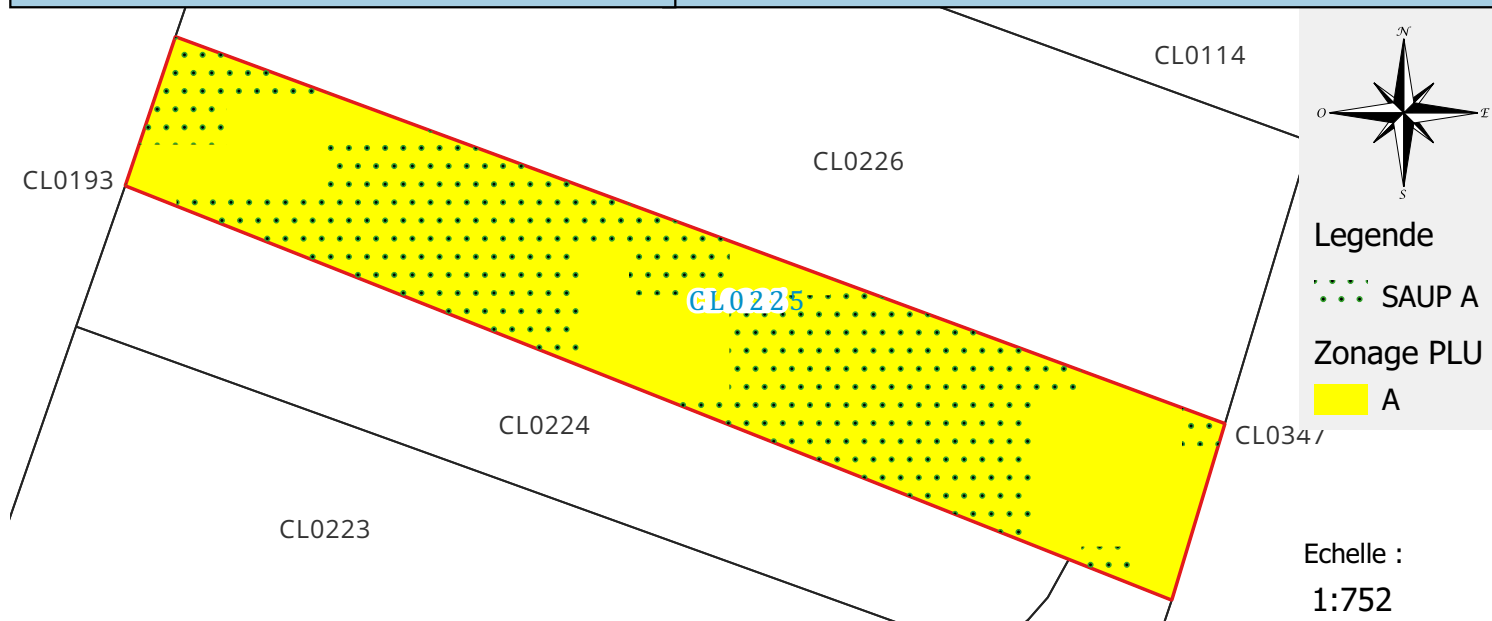 CL0114
N
O
E
S
CL0226
CL0193
Legende
SAUP A
Zonage PLU
A
CL0225
CL0224
CL0347
CL0223
Echelle :
1:752